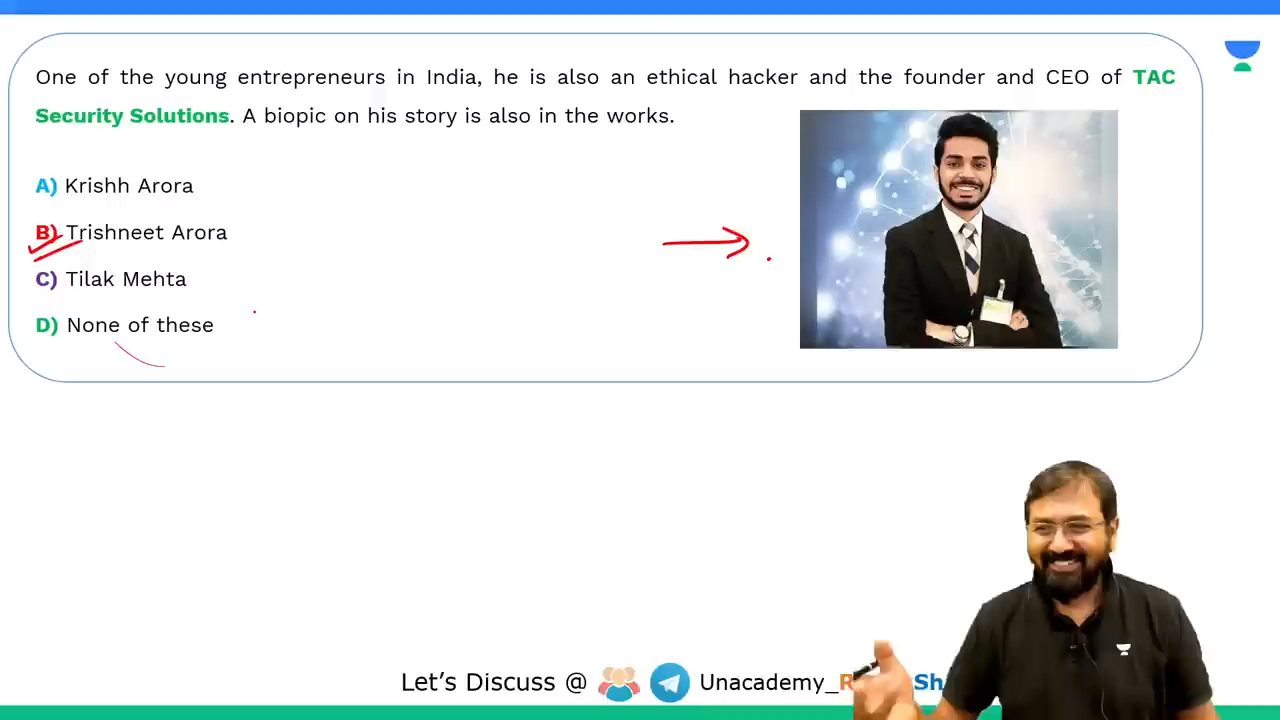 One of the young entrepreneurs in India, he is also an ethical hacker and the founder and CEO of TAC
Security Solutions. A biopic on his story is also in the works.
A) Krishh Arora
B) Trishneet Arora
C) Tilak Mehta
D) None of these
Let's Discuss @ Unacademy_